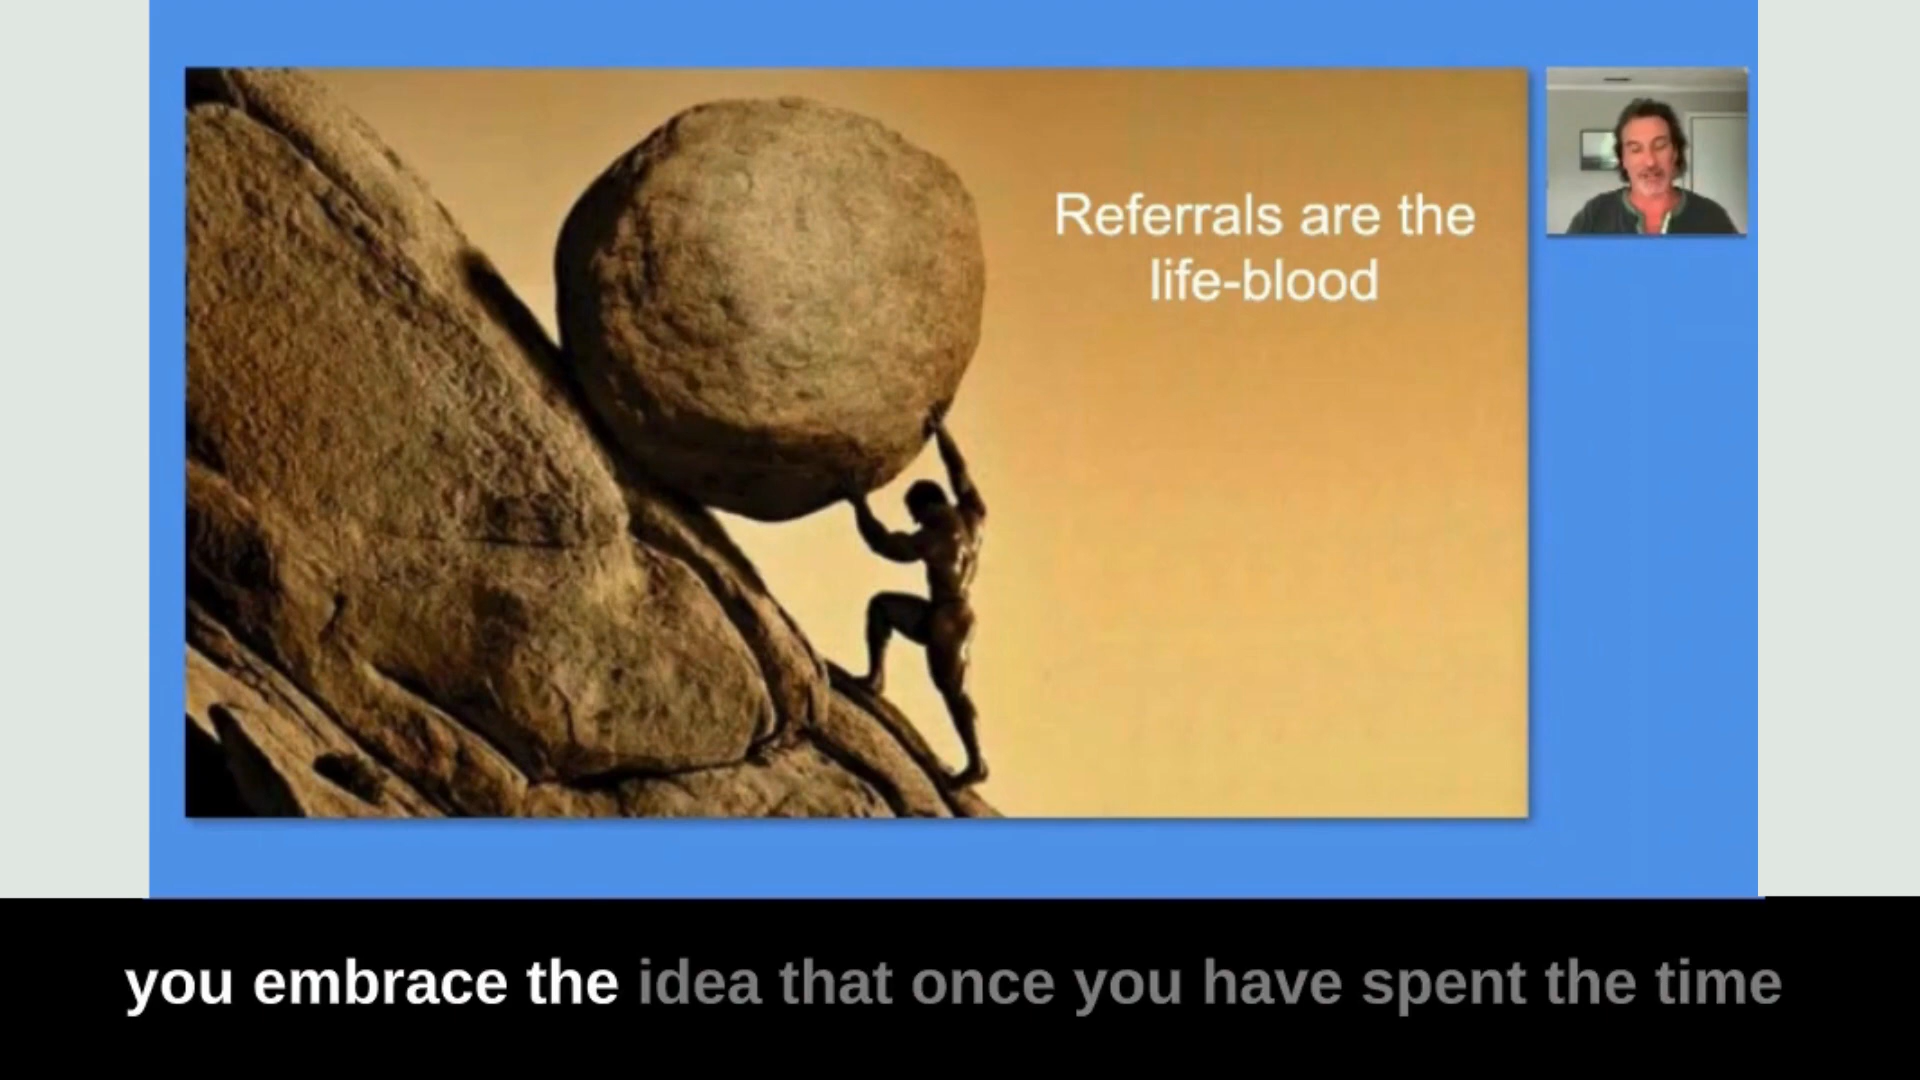 Referrals are the
life-blood
you embrace the idea that once you have spent the time